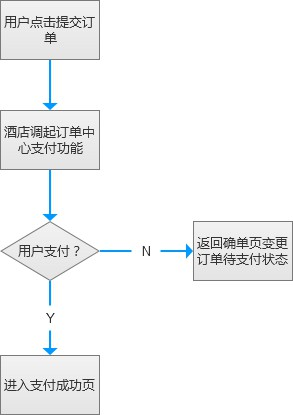 用户点击提交订
单
酒店调起订单中
心支付功能
用户支付？
N
返回确单页变更
订单待支付状态
Y
进入支付成功页